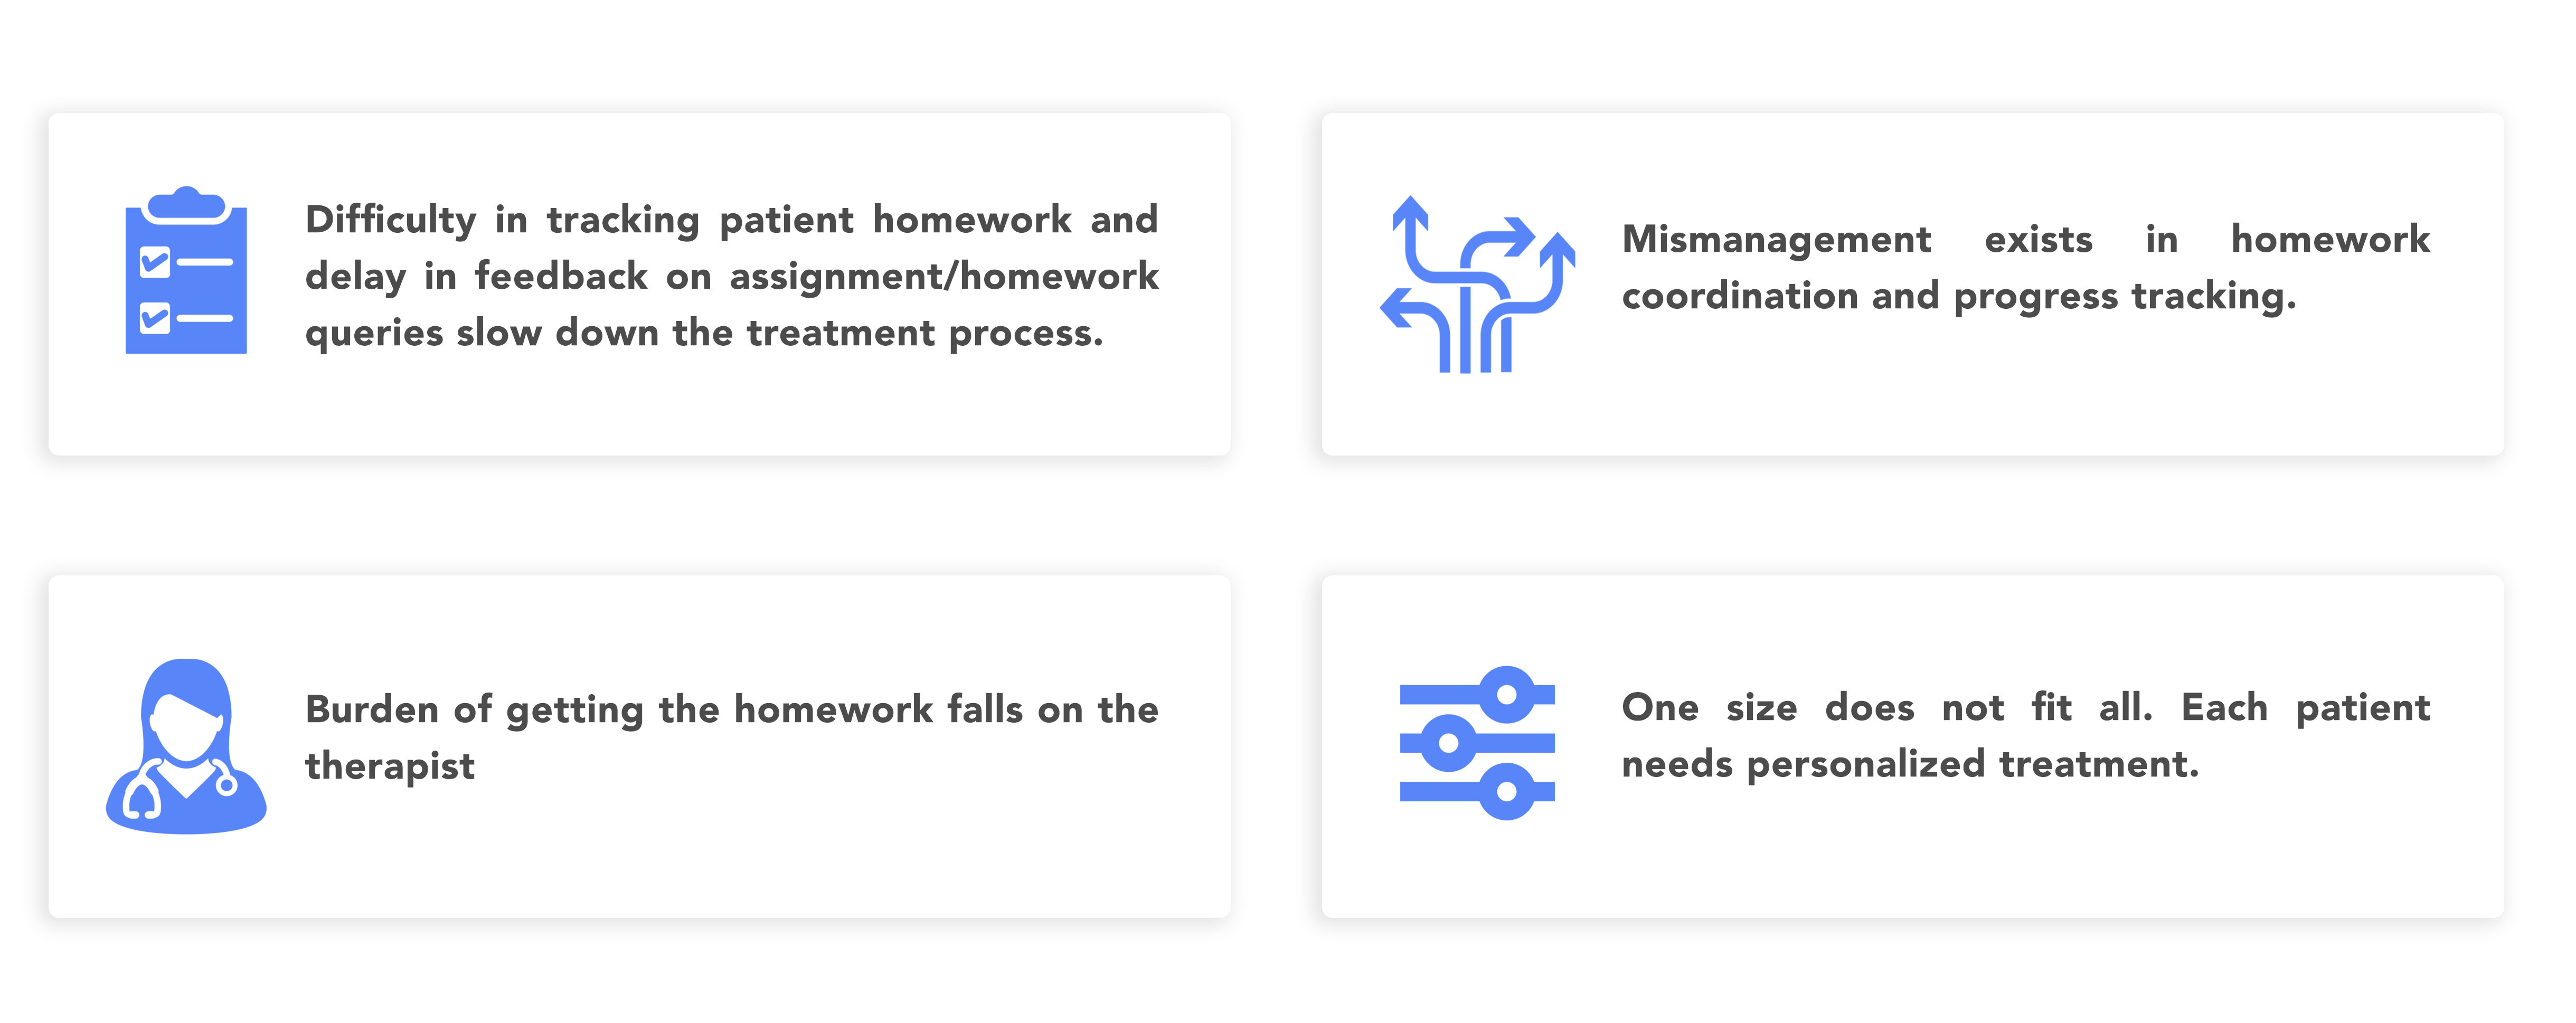 Difficulty in tracking patient homework and
delay in feedback on assignment/homework
queries slow down the treatment process.
Mismanagement exists in homework
coordination and progress tracking.
Burden of getting the homework falls on the
therapist
One size does not fit all. Each patient
needs personalized treatment.